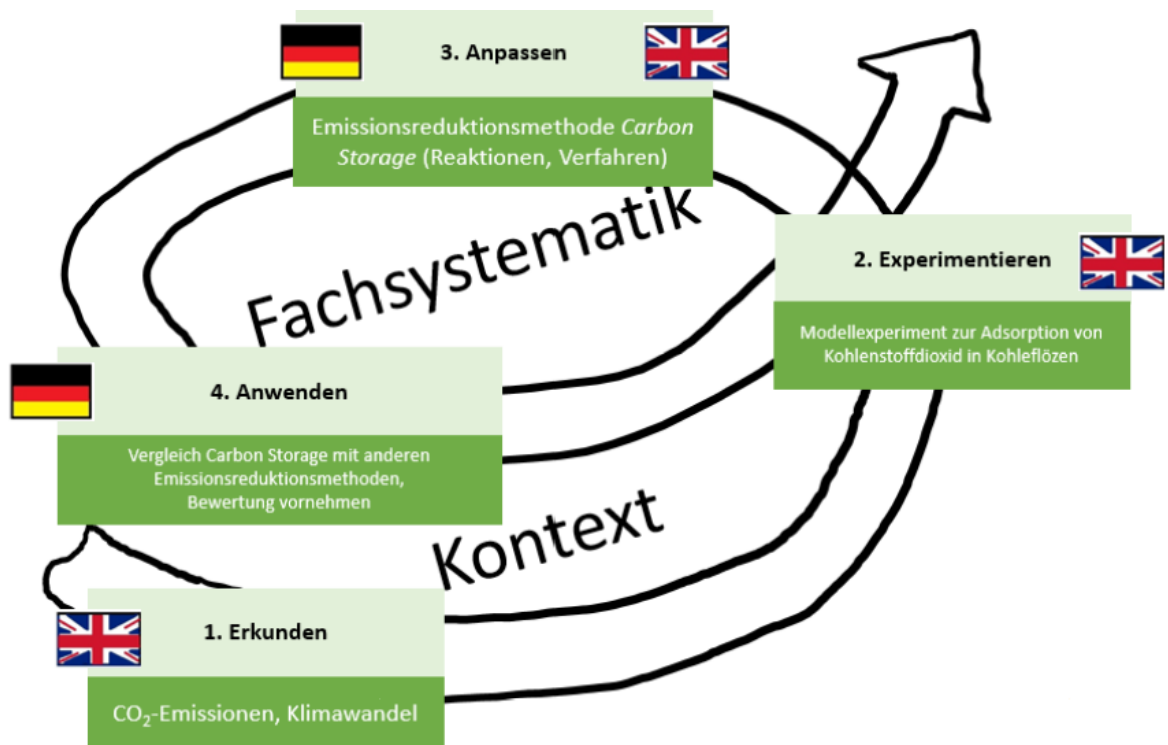 3. Anpassen
Emissionsreduktionsmethode Carbon
Storage (Reaktionen, Verfahren)
Fachsystematik
2. Experimentieren
Modellexperiment zur Adsorption von
Kohlenstoffdioxid in Kohleflözen
4. Anwenden
Vergleich Carbon Storage mit anderen
Emissionsreduktionsmethoden,
Bewertung vornehmen
Kontext
1. Erkunden
CO₂-Emissionen, Klimawandel